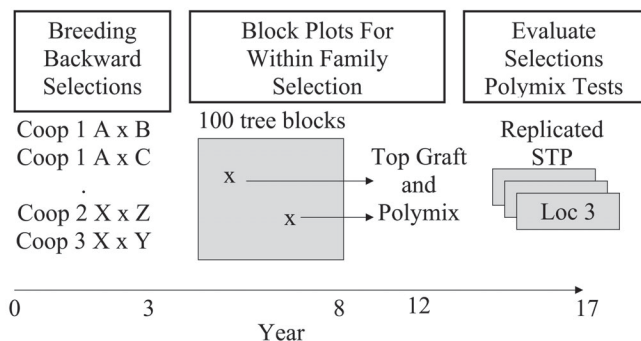 Breeding
Backward
Selections
Block Plots For
Within Family
Selection
Evaluate
Selections
Polymix Tests
Coop 1 A x B
Coop 1 A x C
.
Coop 2 X x Z
Coop 3 X x Y
100 tree blocks
x
x
Top Graft
and
Polymix
Replicated
STP
Loc 3
0 3 8 12 17
Year